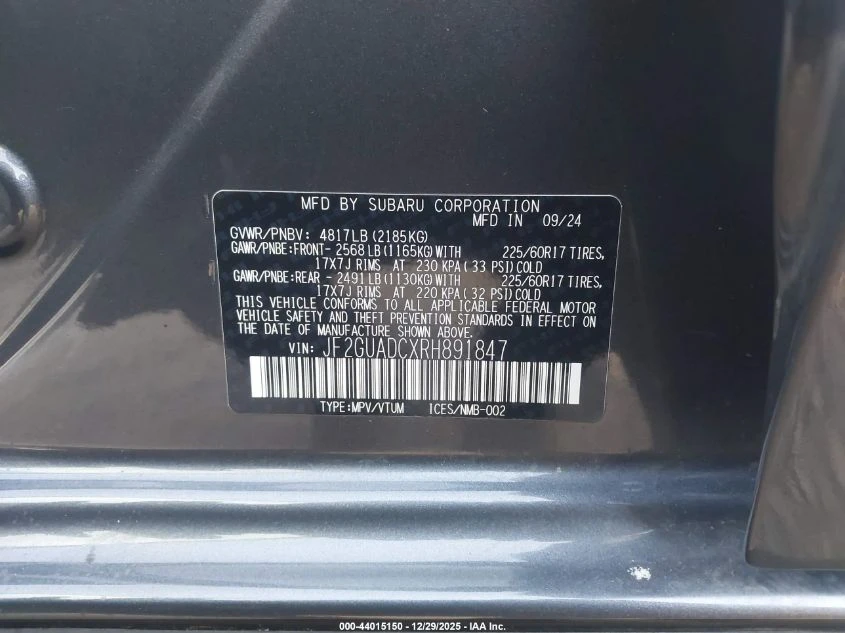 MFD BY SUBARU CORPORATION
MFD IN 09/24
GVWR/PNBV: 4817LB(2185KG)
GAWR/PNBE:FRONT-2568LB(1165KG)WITH 225/60R17 TIRES,
17X7J RIMS AT 230 KPA(33 PSI)COLD
GAWR/PNBE:REAR -2491LB(1130KG)WITH 225/60R17 TIRES,
17X7J RIMS AT 220 KPA(32 PSI)COLD
THIS VEHICLE CONFORMS TO ALL APPLICABLE FEDERAL MOTOR
VEHICLE SAFETY AND THEFT PREVENTION STANDARDS IN EFFECT ON
THE DATE OF MANUFACTURE SHOWN ABOVE.
VIN: JF2GUADCXRH891847
TYPE:MPV/VTUM ICES/NMB-002
000-44015150 - 12/29/2025 - IAA Inc.